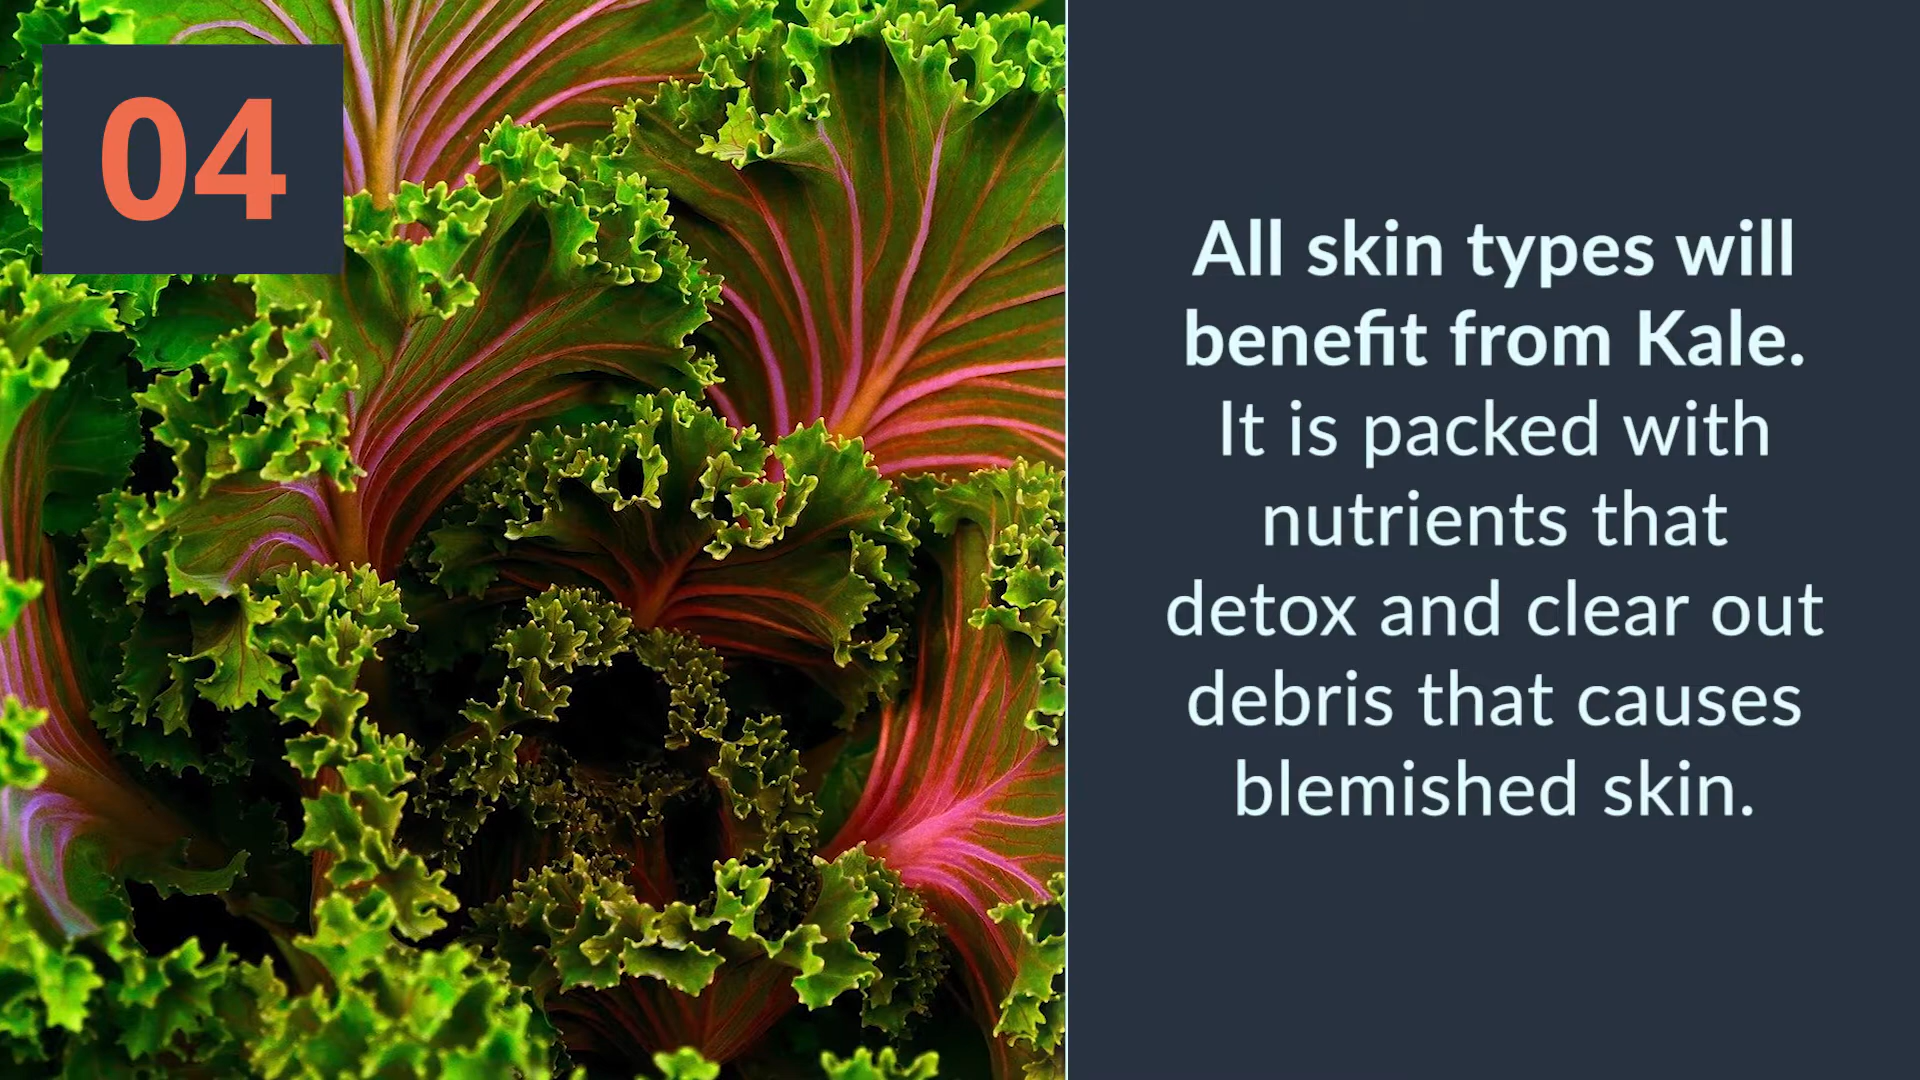 04
All skin types will
benefit from Kale.
It is packed with
nutrients that
detox and clear out
debris that causes
blemished skin.